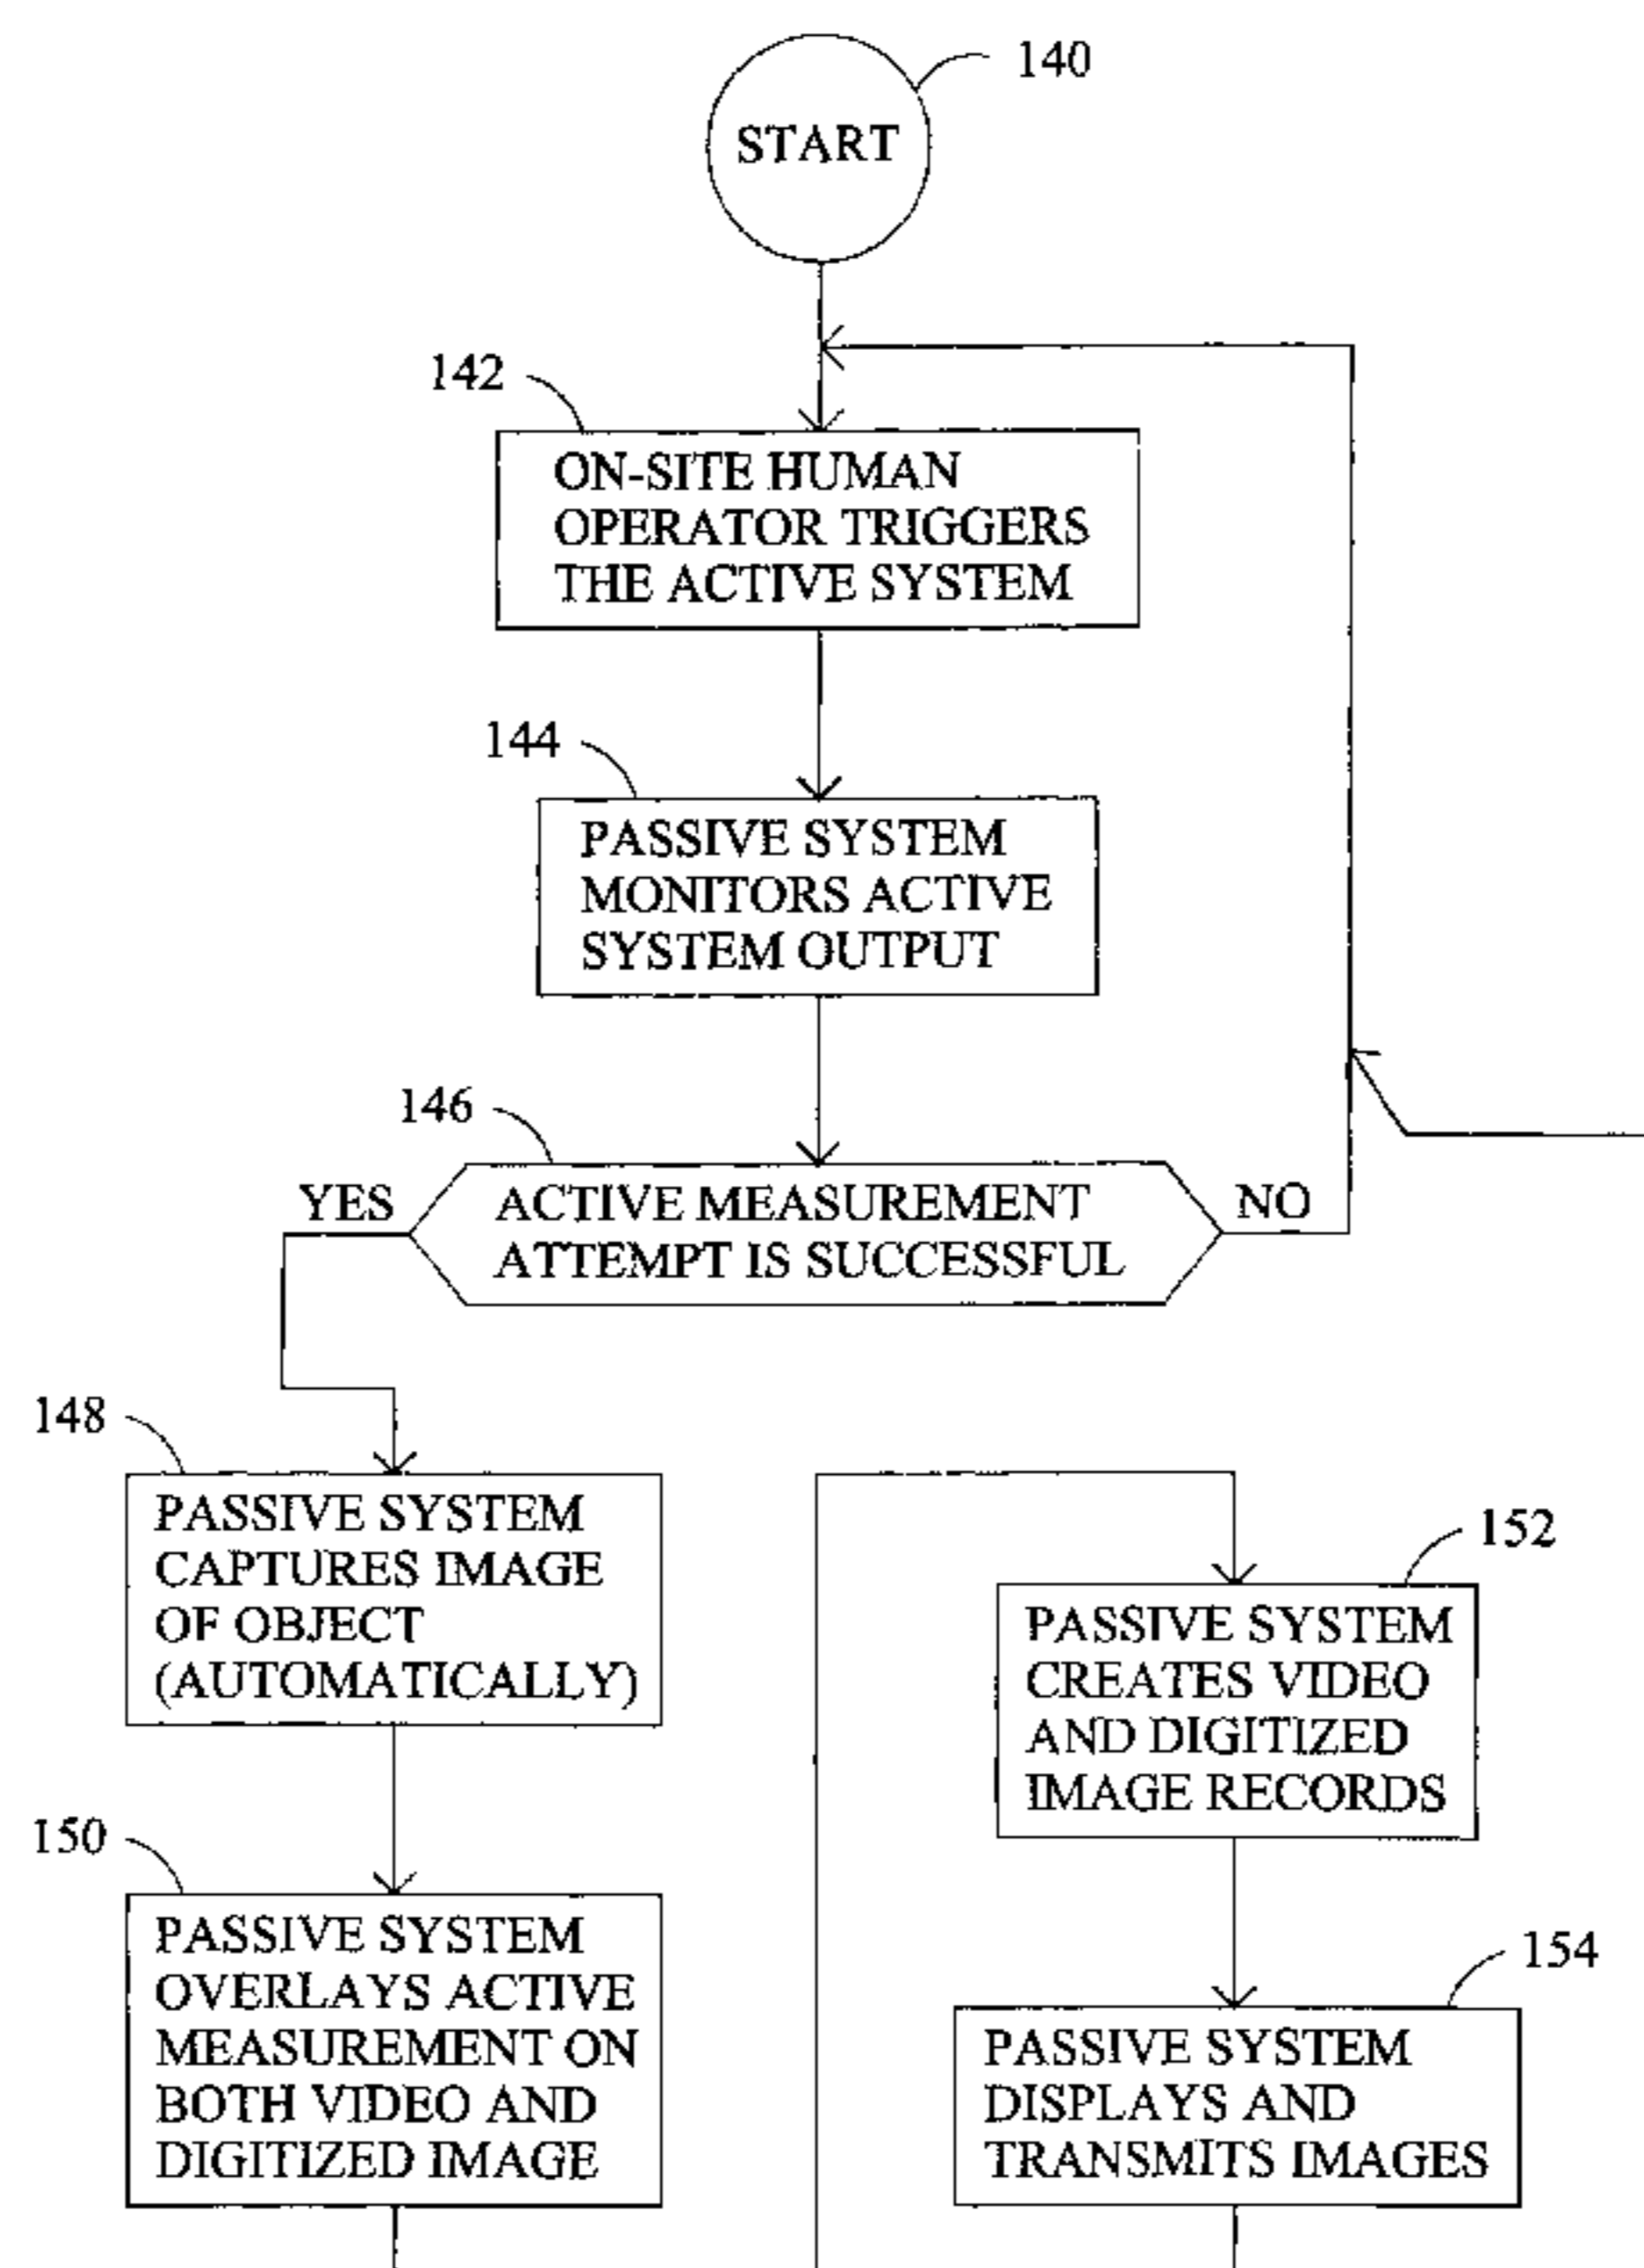 140
START
142
ON-SITE HUMAN
OPERATOR TRIGGERS
THE ACTIVE SYSTEM
144
PASSIVE SYSTEM
MONITORS ACTIVE
SYSTEM OUTPUT
146
YES
ACTIVE MEASUREMENT
ATTEMPT IS SUCCESSFUL
NO
148
PASSIVE SYSTEM
CAPTURES IMAGE
OF OBJECT
(AUTOMATICALLY)
150
PASSIVE SYSTEM
OVERLAYS ACTIVE
MEASUREMENT ON
BOTH VIDEO AND
DIGITIZED IMAGE
152
PASSIVE SYSTEM
CREATES VIDEO
AND DIGITIZED
IMAGE RECORDS
154
PASSIVE SYSTEM
DISPLAYS AND
TRANSMITS IMAGES